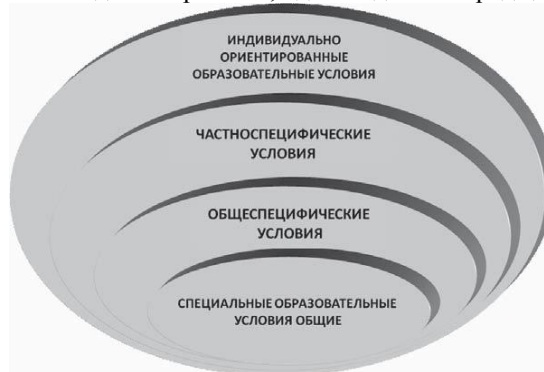 ИНДИВИДУАЛЬНО
ОРИЕНТИРОВАННЫЕ
ОБРАЗОВАТЕЛЬНЫЕ УСЛОВИЯ
ЧАСТНОСПЕЦИФИЧЕСКИЕ
УСЛОВИЯ
ОБЩЕСПЕЦИФИЧЕСКИЕ
УСЛОВИЯ
СПЕЦИАЛЬНЫЕ ОБРАЗОВАТЕЛЬНЫЕ
УСЛОВИЯ ОБЩИЕ